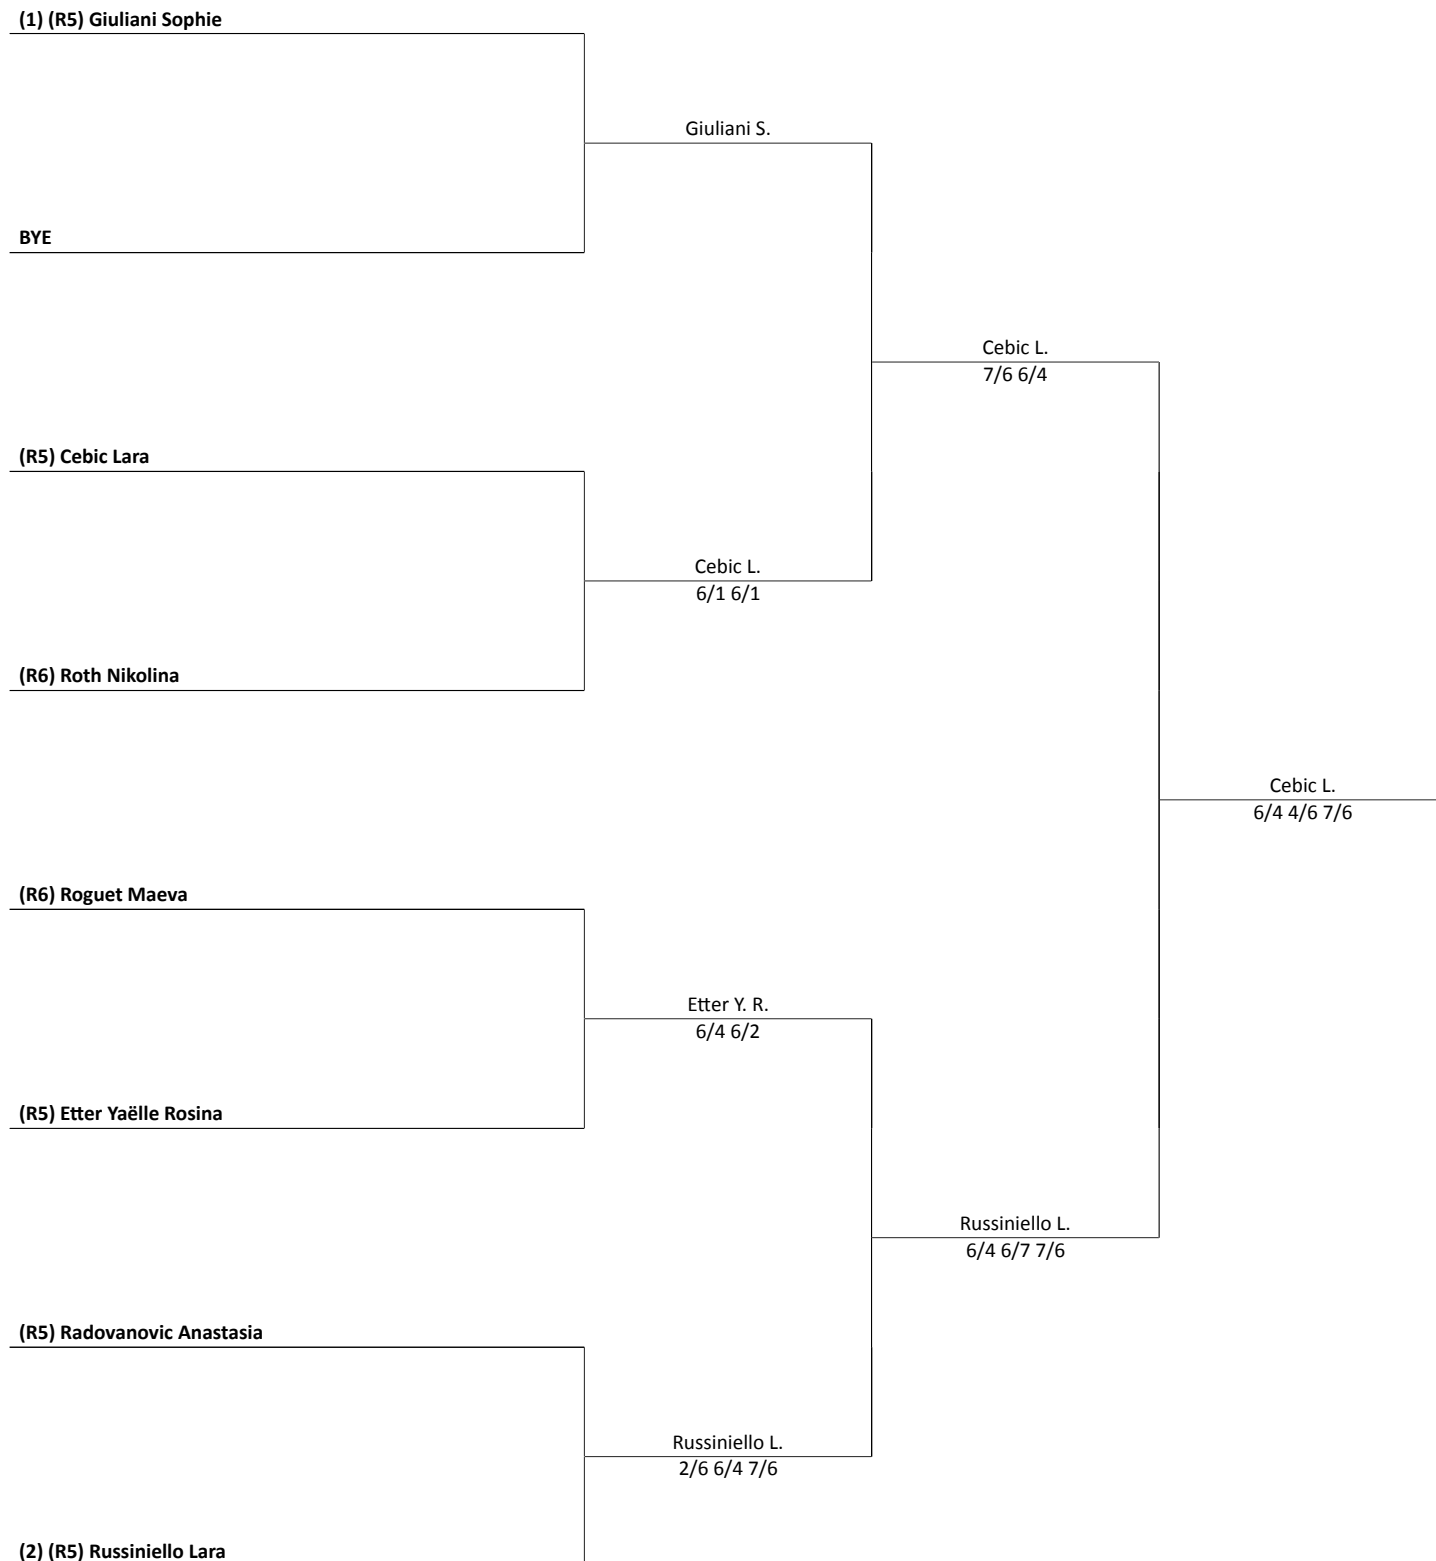 (1) (R5) Giuliani Sophie
Giuliani S.
BYE
Cebic L.
7/6 6/4
(R5) Cebic Lara
Cebic L.
6/1 6/1
(R6) Roth Nikolina
Cebic L.
6/4 4/6 7/6
(R6) Roguet Maeva
Etter Y. R.
6/4 6/2
(R5) Etter Yaëlle Rosina
Russiniello L.
6/4 6/7 7/6
(R5) Radovanovic Anastasia
Russiniello L.
2/6 6/4 7/6
(2) (R5) Russiniello Lara